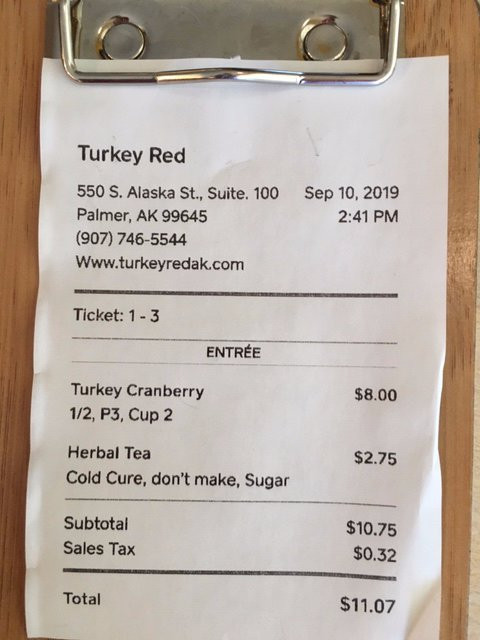 Turkey Red
550 S. Alaska St., Suite. 100 Sep 10, 2019
Palmer, AK 99645 2:41 PM
(907) 746-5544
Www.turkeyredak.com
Ticket: 1 - 3
ENTRÉE
Turkey Cranberry $8.00
1/2, P3, Cup 2
Herbal Tea $2.75
Cold Cure, don't make, Sugar
Subtotal $10.75
Sales Tax $0.32
Total $11.07